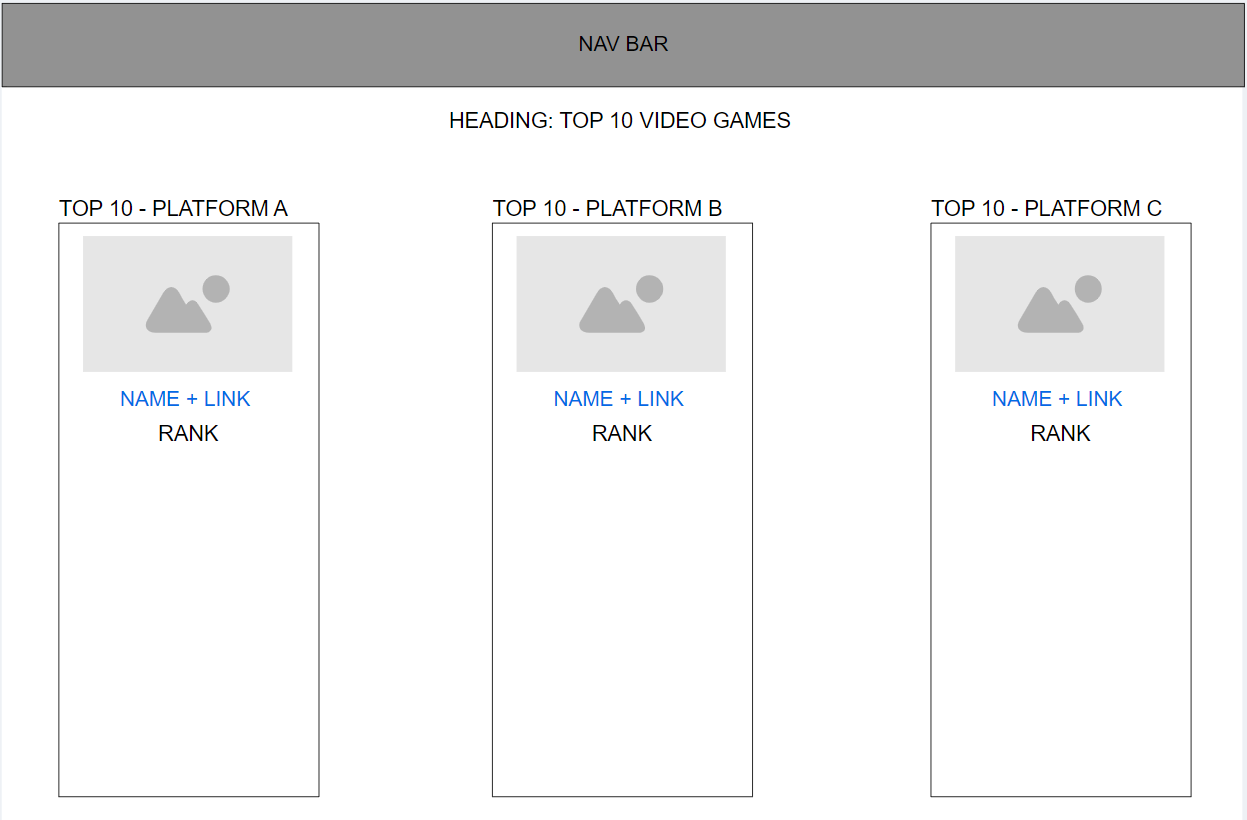 NAV BAR
HEADING: TOP 10 VIDEO GAMES
TOP 10 - PLATFORM A
NAME + LINK
RANK
TOP 10 - PLATFORM B
NAME + LINK
RANK
TOP 10 - PLATFORM C
NAME + LINK
RANK